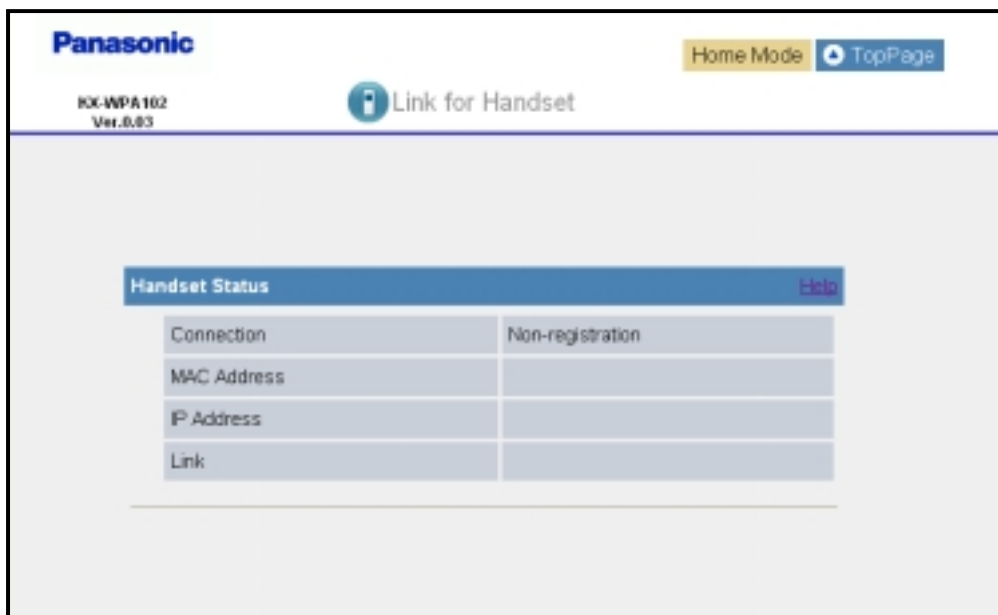 Panasonic
Home Mode TopPage
KX-WPA102
Ver.0.03
Link for Handset
Handset Status Help
Connection Non-registration
MAC Address
IP Address
Link